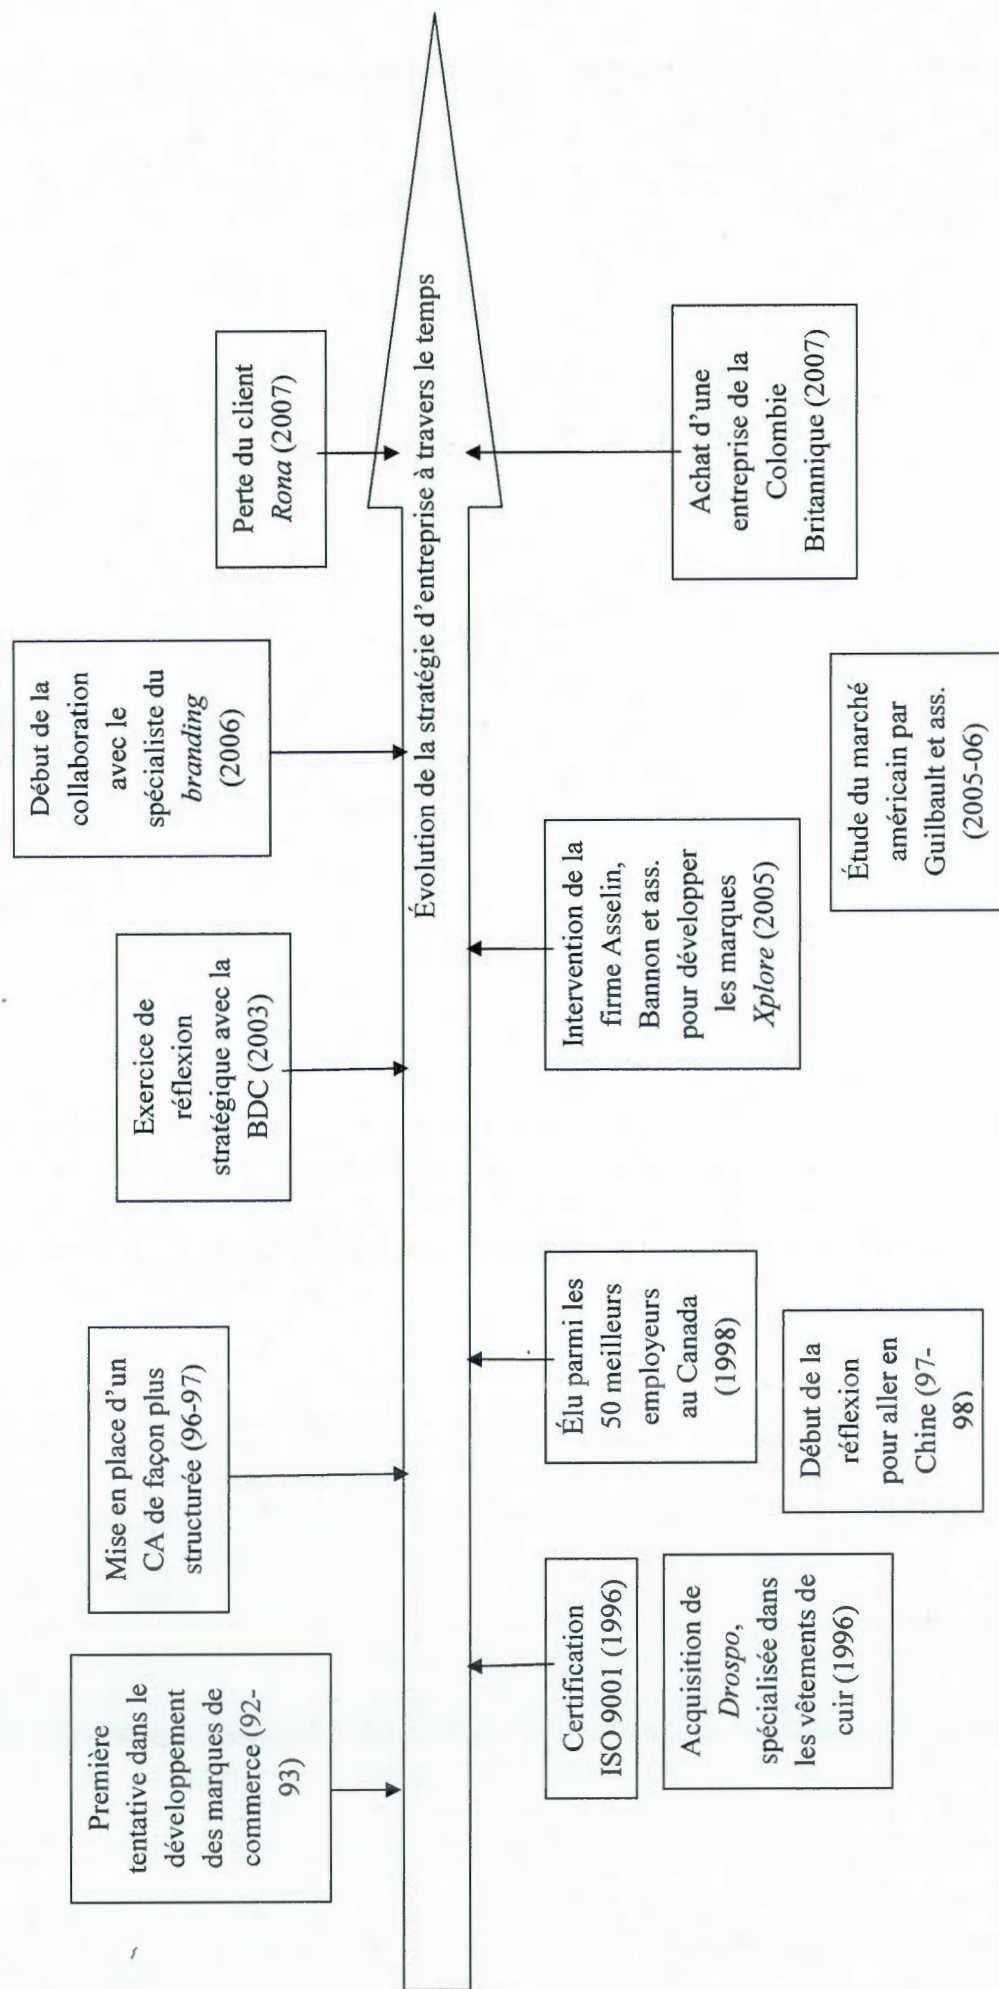 Première
tentative dans le
développement
des marques de
commerce (92-
93)
Mise en place d'un
CA de façon plus
structurée (96-97)
Exercice de
réflexion
stratégique avec la
BDC (2003)
Début de la
collaboration
avec le
spécialiste du
branding
(2006)
Perte du client
Rona (2007)
Évolution de la stratégie d'entreprise à travers le temps
Certification
ISO 9001 (1996)
Acquisition de
Drospo,
spécialisée dans
les vêtements de
cuir (1996)
Élu parmi les
50 meilleurs
employeurs
au Canada
(1998)
Début de la
réflexion
pour aller en
Chine (97-
98)
Intervention de la
firme Asselin,
Bannon et ass.
pour développer
les marques
Xplore (2005)
Étude du marché
américain par
Guilbault et ass.
(2005-06)
Achat d'une
entreprise de la
Colombie
Britannique (2007)